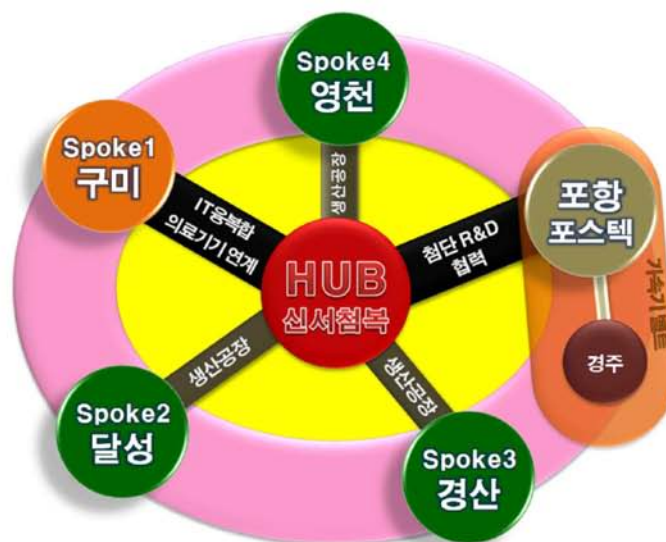 Spoke4
영천
Spoke1
구미
생산공장
포항
포스텍
IT융복합
의료기기 연계
첨단 R&D
협력
HUB
신서첨복
가속기 벨트
경주
생산공장
생산공장
Spoke2
달성
Spoke3
경산